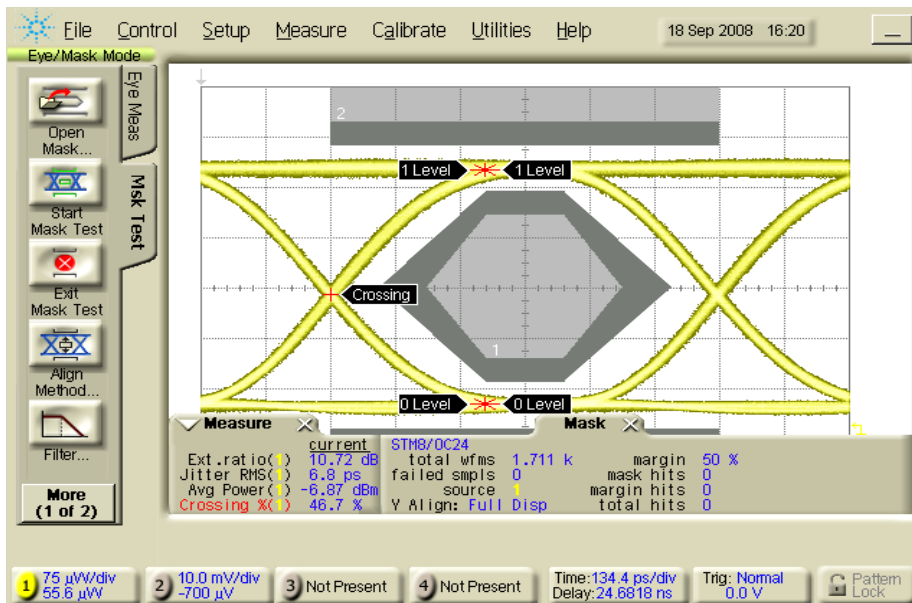 File Control Setup Measure Calibrate Utilities Help 18 Sep 2008 16:20
Eye/Mask Mode
Eye Meas
Msk Test
Open
Mask...
Start
Mask Test
Exit
Mask Test
Align
Method...
Filter...
More
(1 of 2)
2
1 Level 1 Level
Crossing
1
0 Level 0 Level
Measure
current
Ext.ratio(1) 10.72 dB
Jitter RMS(1) 6.8 ps
Avg Power(1) -6.87 dBm
Crossing %(1) 46.7 %
Mask
STM8/OC24
total wfms 1.711 k margin 50 %
failed smpls 0 mask hits 0
source 1 margin hits 0
Y Align: Full Disp total hits 0
1 75 µW/div
55.6 µW
2 10.0 mV/div
-700 µV
3 Not Present
4 Not Present
Time:134.4 ps/div
Delay:24.6818 ns
Trig: Normal
0.0 V
Pattern
Lock